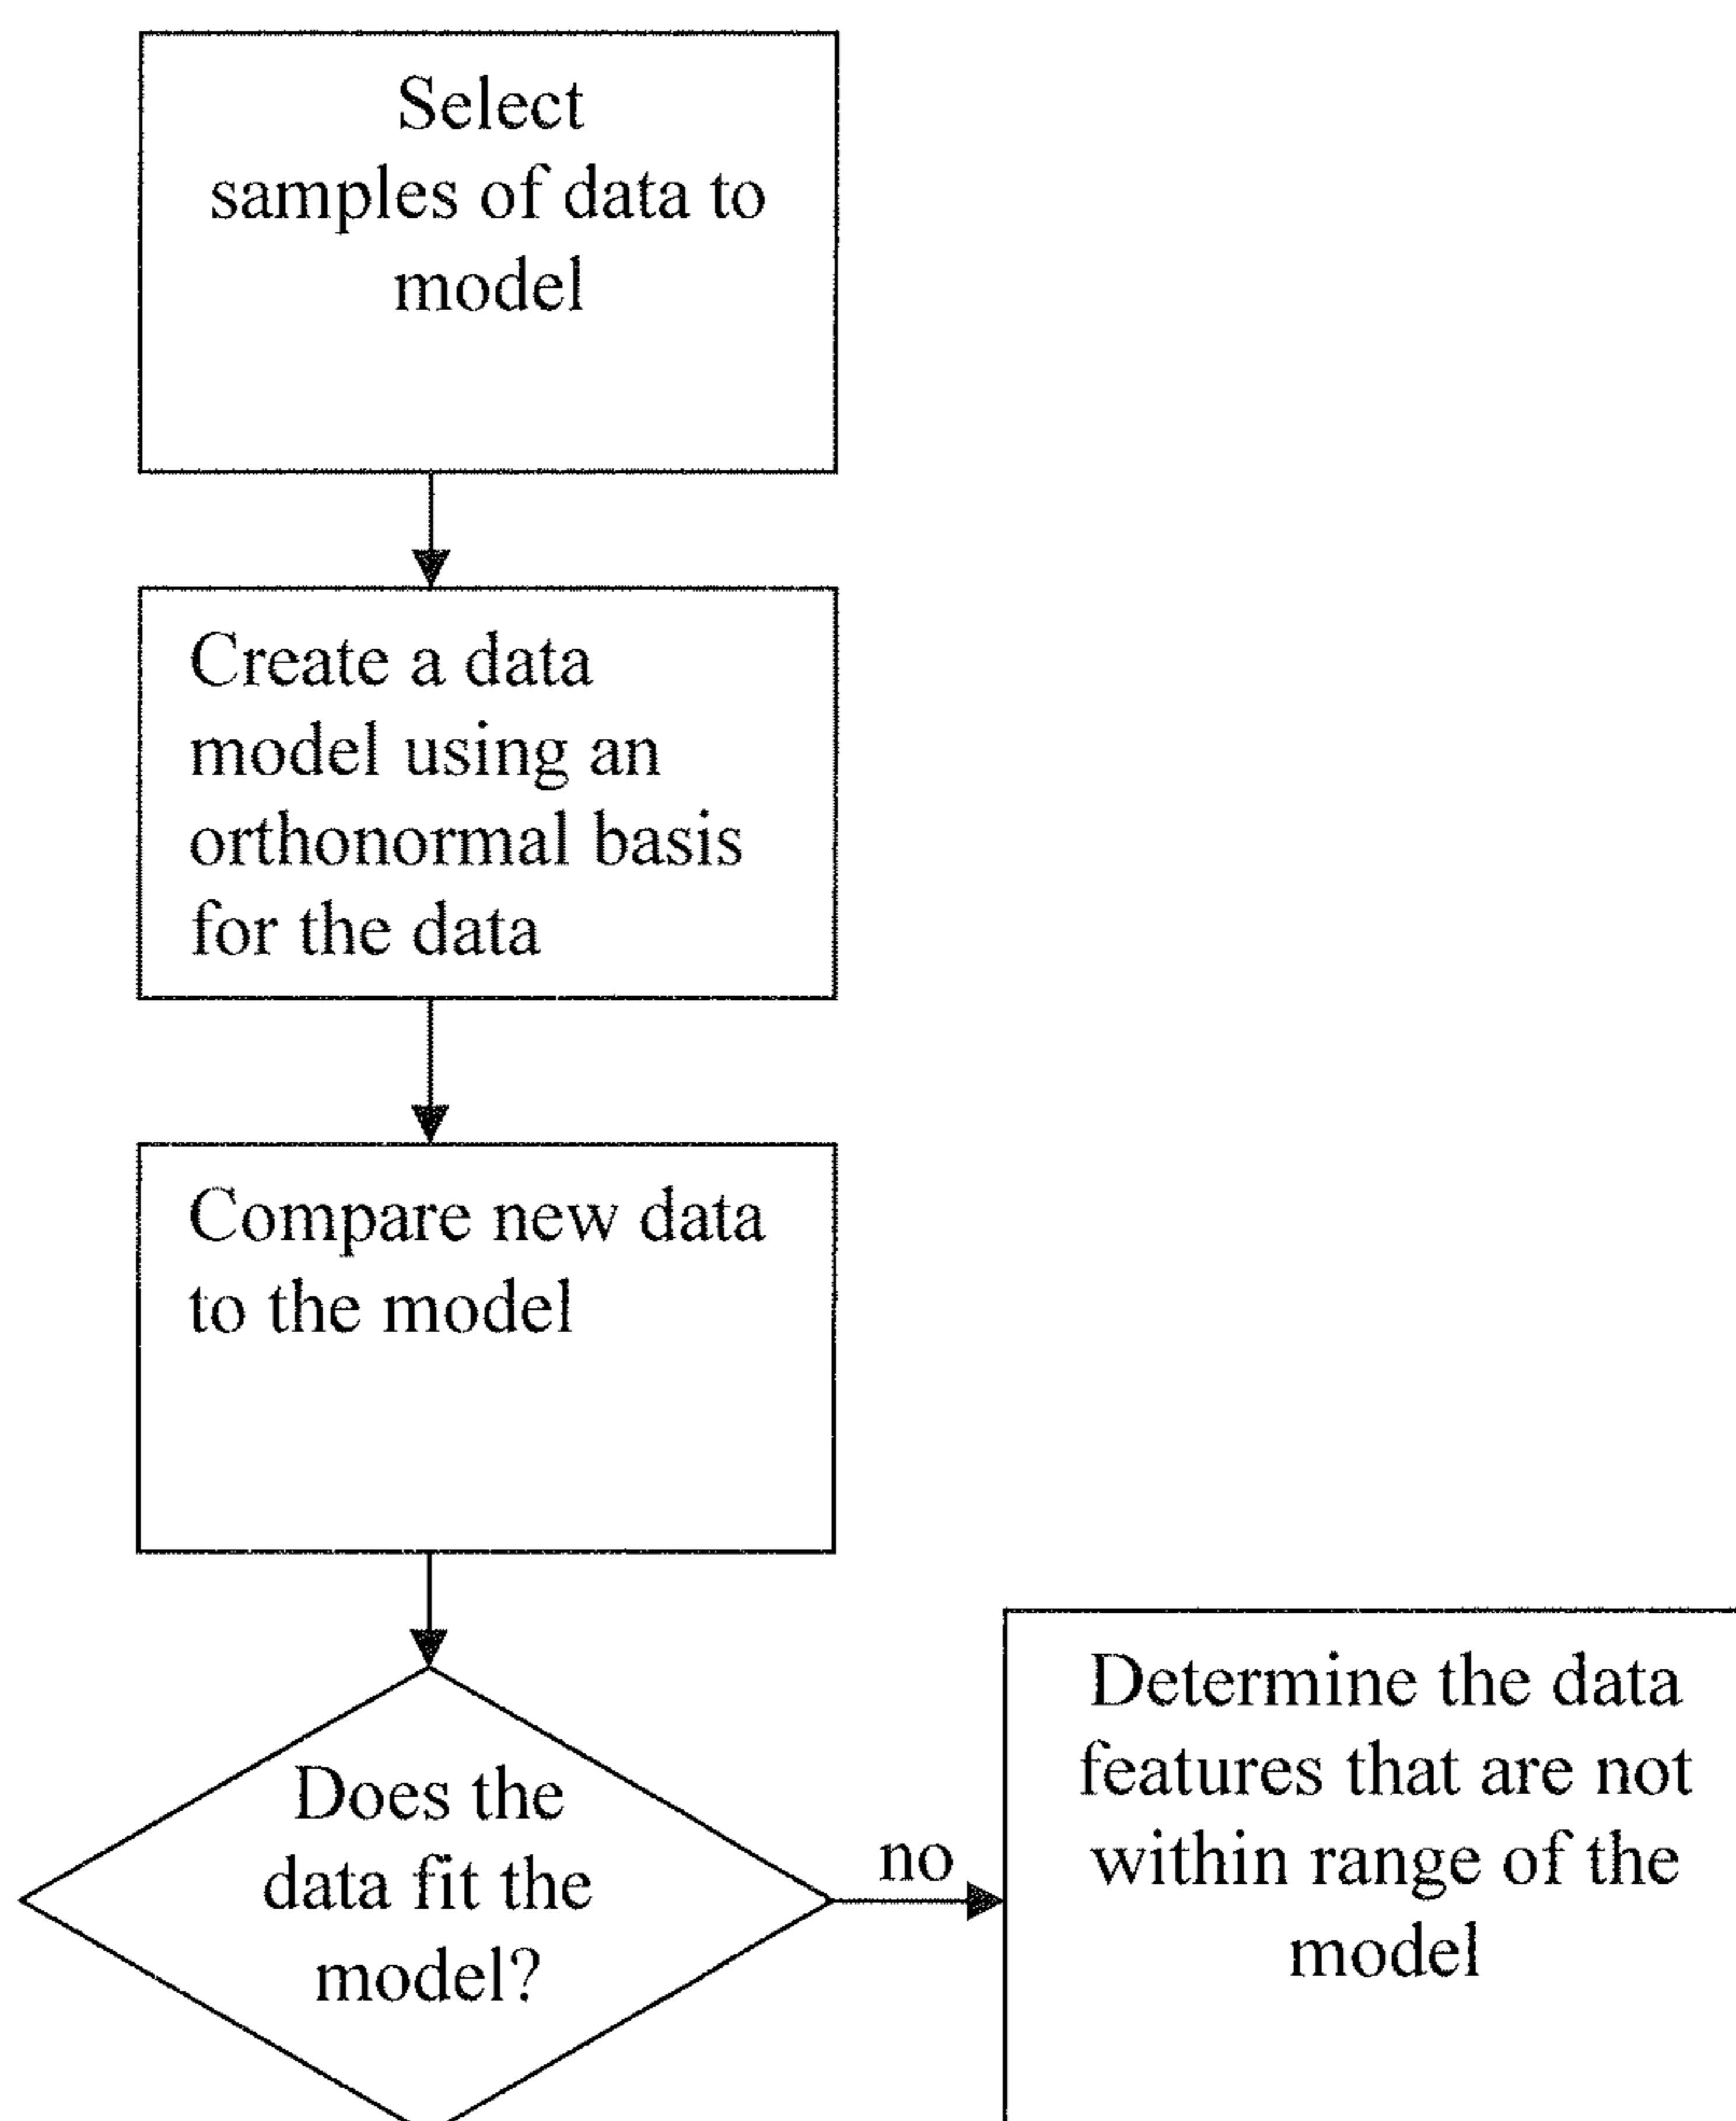 Select
samples of data to
model
Create a data
model using an
orthonormal basis
for the data
Compare new data
to the model
Does the
data fit the
model?
no
Determine the data
features that are not
within range of the
model